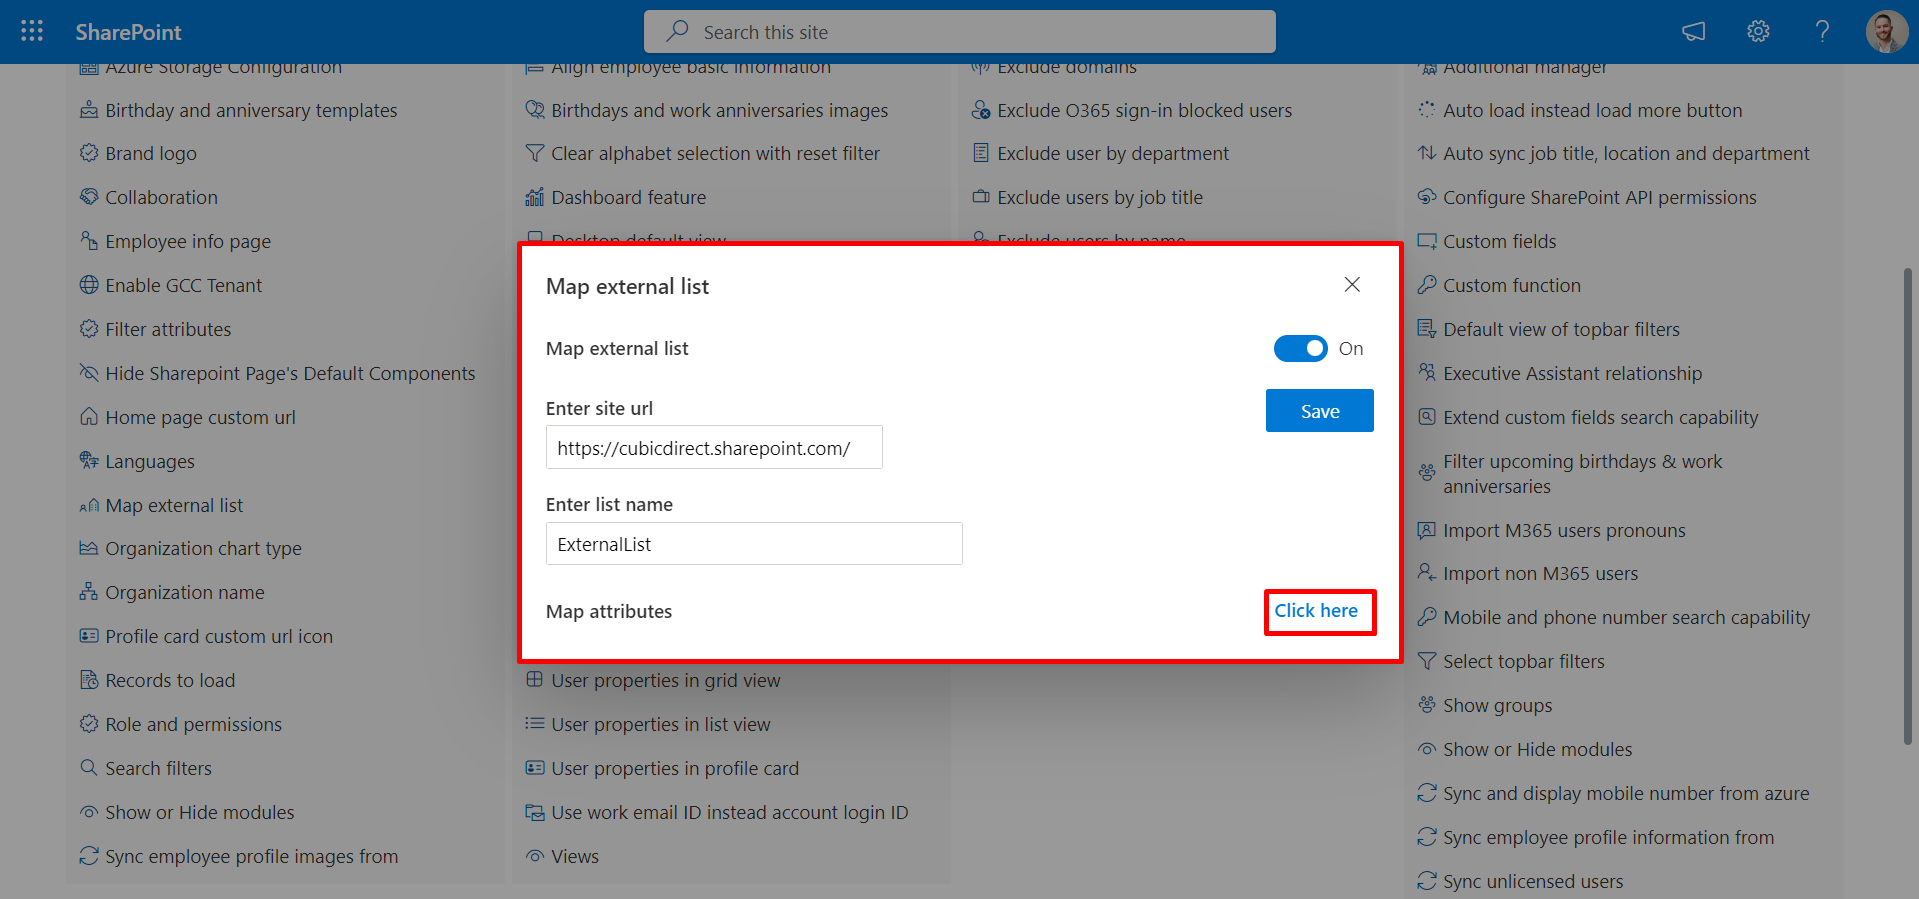 SharePoint
Search this site
Azure Storage Configuration
Birthday and anniversary templates
Brand logo
Collaboration
Employee info page
Enable GCC Tenant
Filter attributes
Hide Sharepoint Page's Default Components
Home page custom url
Languages
Map external list
Organization chart type
Organization name
Profile card custom url icon
Records to load
Role and permissions
Search filters
Show or Hide modules
Sync employee profile images from
Align employee basic information
Birthdays and work anniversaries images
Clear alphabet selection with reset filter
Dashboard feature
Desktop default view
User properties in grid view
User properties in list view
User properties in profile card
Use work email ID instead account login ID
Views
Exclude domains
Exclude O365 sign-in blocked users
Exclude user by department
Exclude users by job title
Exclude users by name
Additional manager
Auto load instead load more button
Auto sync job title, location and department
Configure SharePoint API permissions
Custom fields
Custom function
Default view of topbar filters
Executive Assistant relationship
Extend custom fields search capability
Filter upcoming birthdays & work
anniversaries
Import M365 users pronouns
Import non M365 users
Mobile and phone number search capability
Select topbar filters
Show groups
Show or Hide modules
Sync and display mobile number from azure
Sync employee profile information from
Sync unlicensed users
Map external list
Map external list
On
Enter site url
Save
https://cubicdirect.sharepoint.com/
Enter list name
ExternalList
Map attributes
Click here